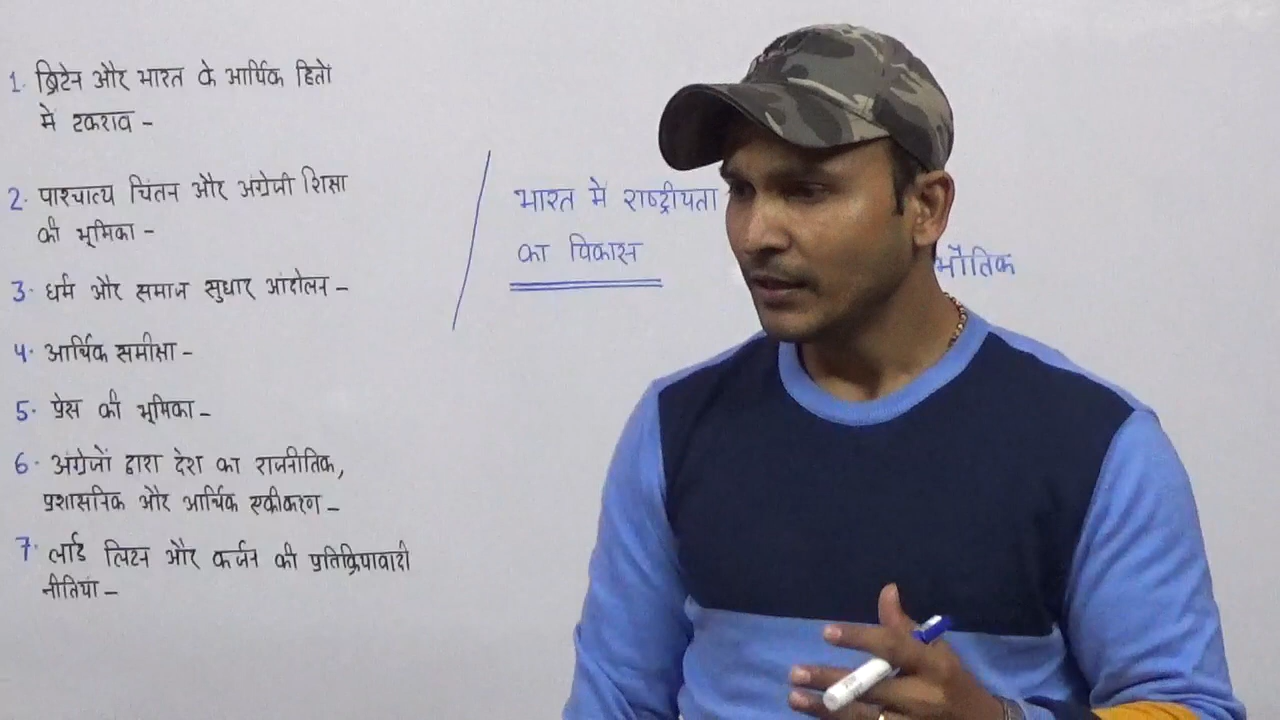 1. ब्रिटेन और भारत के आर्थिक हितों
में टकराव -
2. पाश्चात्य चिंतन और अंग्रेजी शिक्षा
की भूमिका -
3. धर्म और समाज सुधार आंदोलन -
4. आर्थिक समीक्षा -
5. प्रेस की भूमिका -
6. अंग्रेजों द्वारा देश का राजनीतिक,
प्रशासनिक और आर्थिक एकीकरण -
7. लार्ड लिटन और कर्जन की प्रतिक्रियावादी
नीतियां -
भारत में राष्ट्रीयता
का विकास
भौतिक